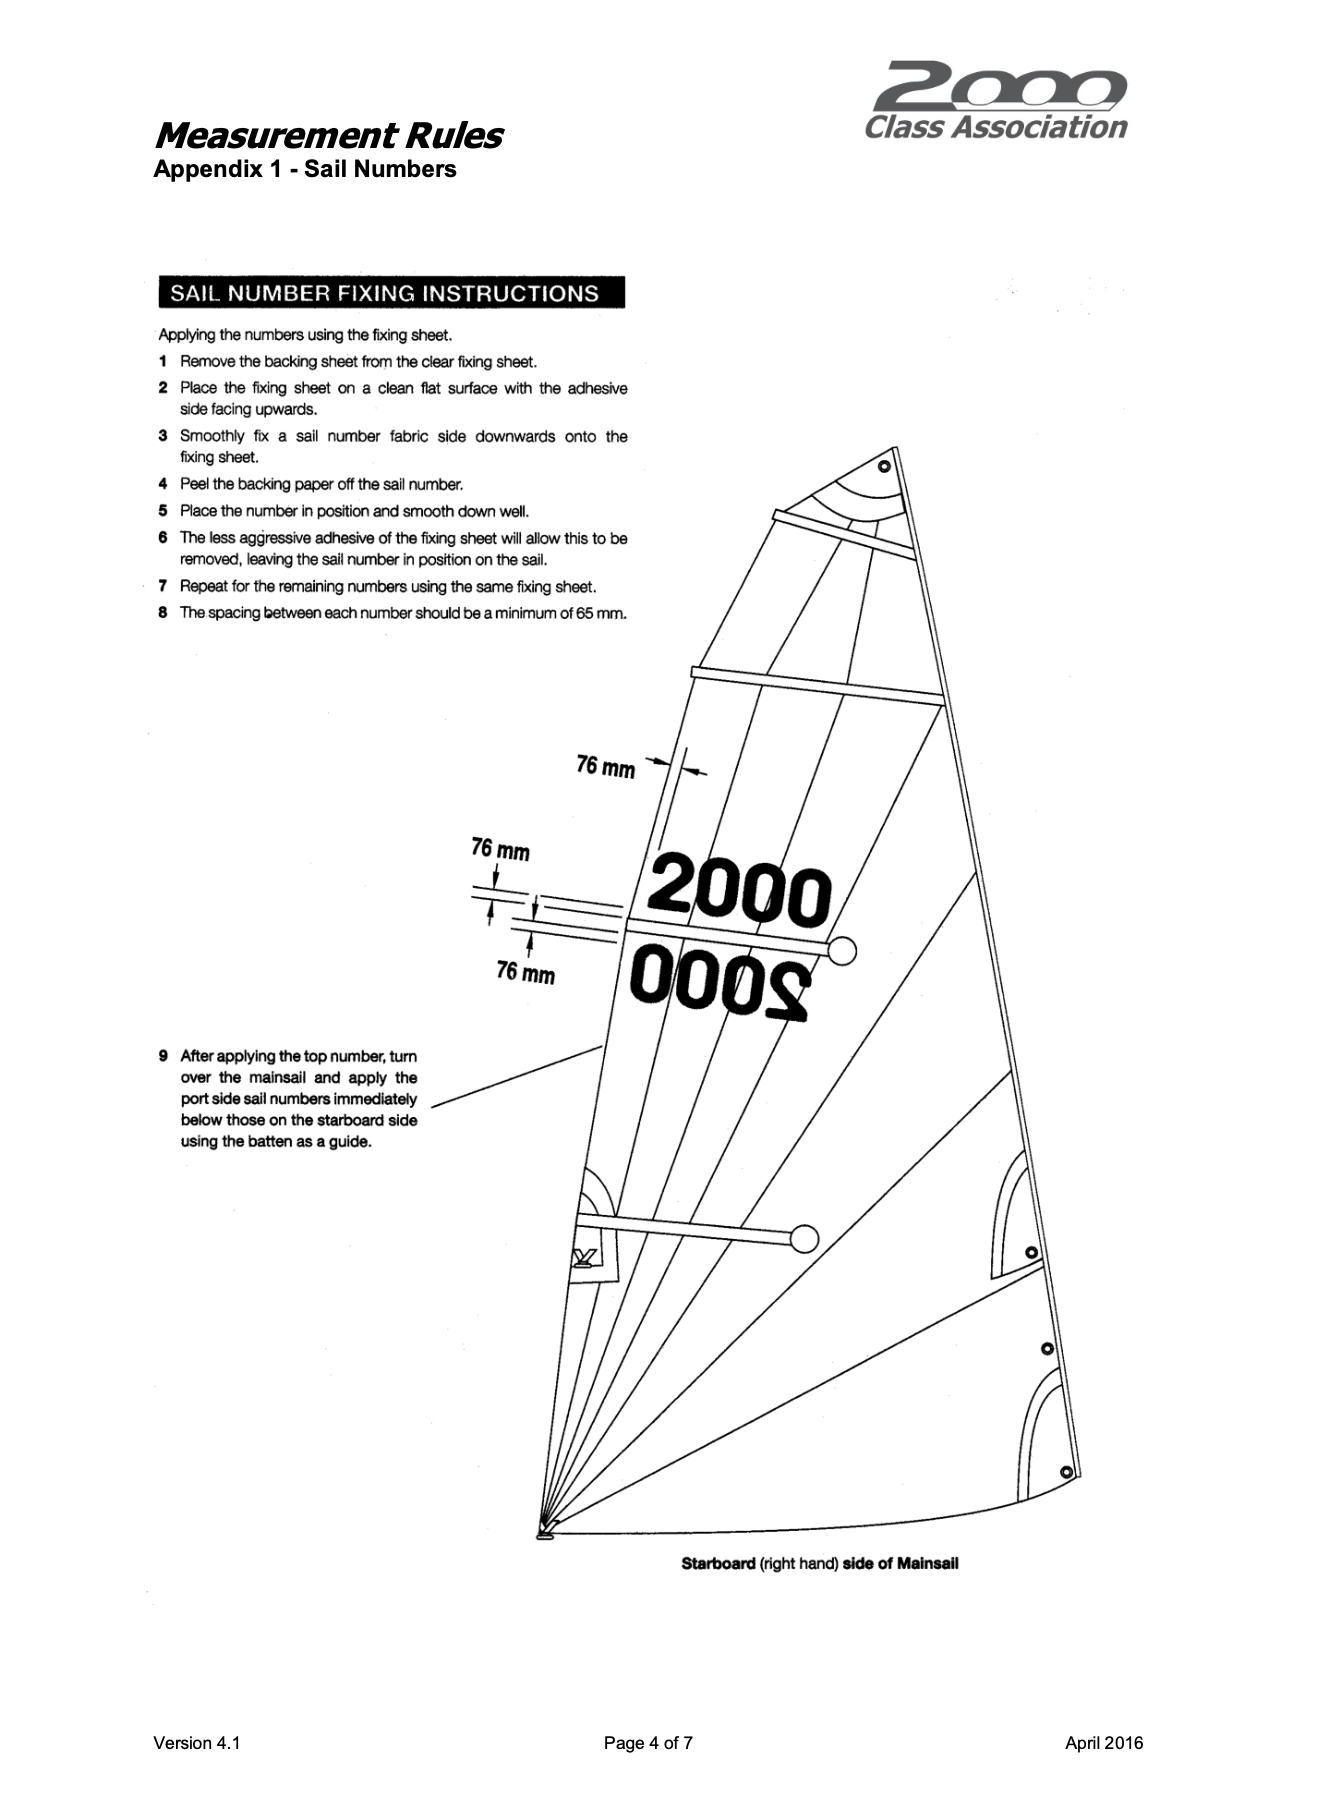 2000
Class Association
Measurement Rules
Appendix 1 - Sail Numbers
SAIL NUMBER FIXING INSTRUCTIONS
Applying the numbers using the fixing sheet.
1 Remove the backing sheet from the clear fixing sheet.
2 Place the fixing sheet on a clean flat surface with the adhesive
side facing upwards.
3 Smoothly fix a sail number fabric side downwards onto the
fixing sheet.
4 Peel the backing paper off the sail number.
5 Place the number in position and smooth down well.
6 The less aggressive adhesive of the fixing sheet will allow this to be
removed, leaving the sail number in position on the sail.
7 Repeat for the remaining numbers using the same fixing sheet.
8 The spacing between each number should be a minimum of 65 mm.
76 mm
76 mm
2000
76 mm
2000
9 After applying the top number, turn
over the mainsail and apply the
port side sail numbers immediately
below those on the starboard side
using the batten as a guide.
Starboard (right hand) side of Mainsail
Version 4.1
Page 4 of 7
April 2016